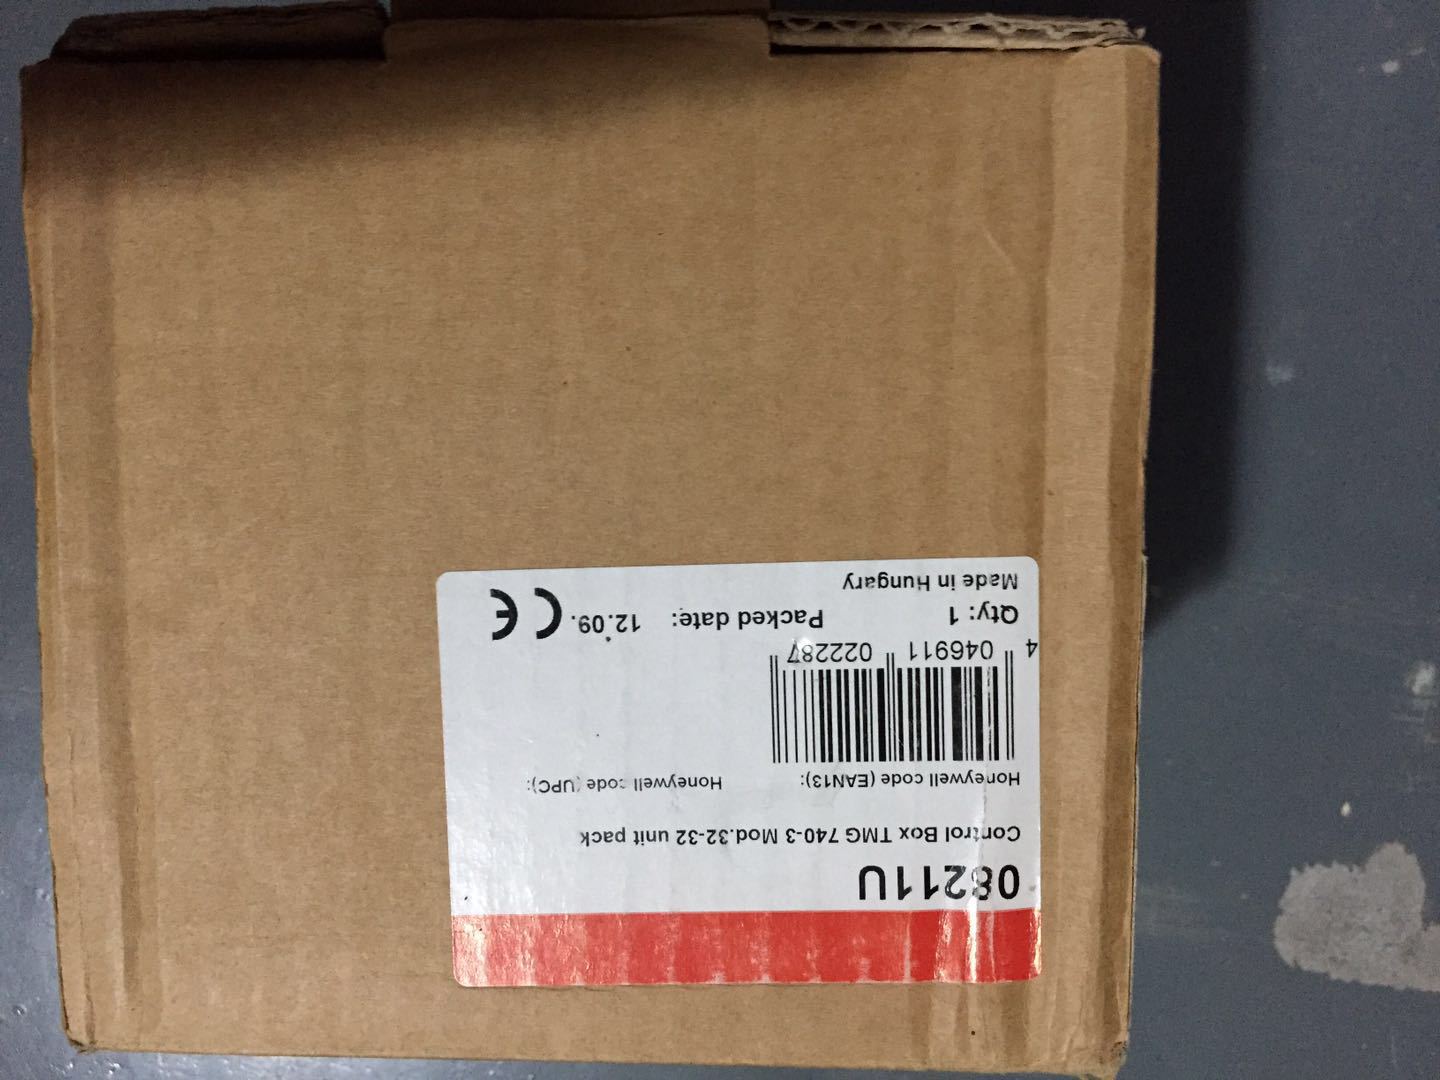 08211U
Control Box TMG 740-3 Mod.32-32 unit pack
Honeywell code (EAN13): Honeywell code (UPC):
4 046911 022287
Qty: 1 Packed date: 12.09. CE
Made in Hungary